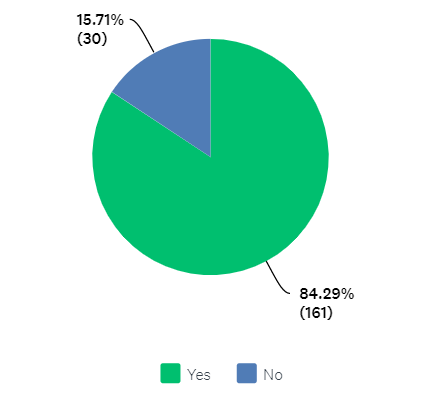 15.71%
(30)
84.29%
(161)
Yes
No